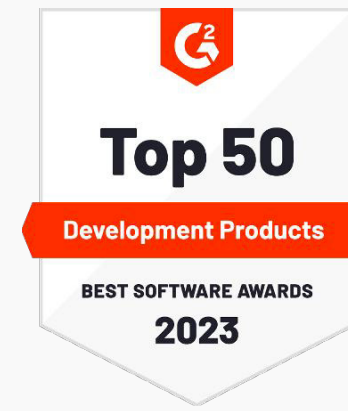 G2
Top 50
Development Products
BEST SOFTWARE AWARDS
2023